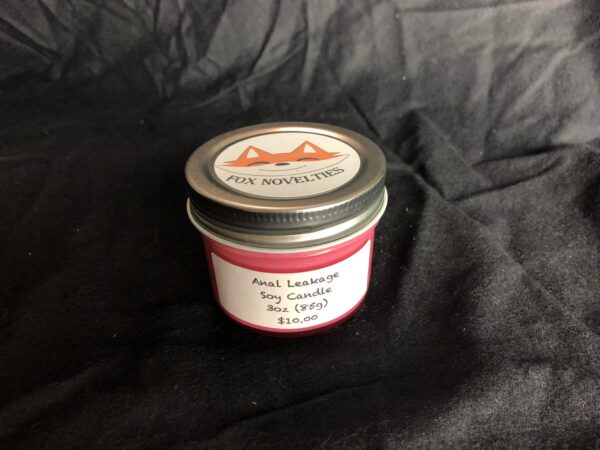 FOX NOVELTIES
Anal Leakage
Soy Candle
3oz (85g)
$10.00